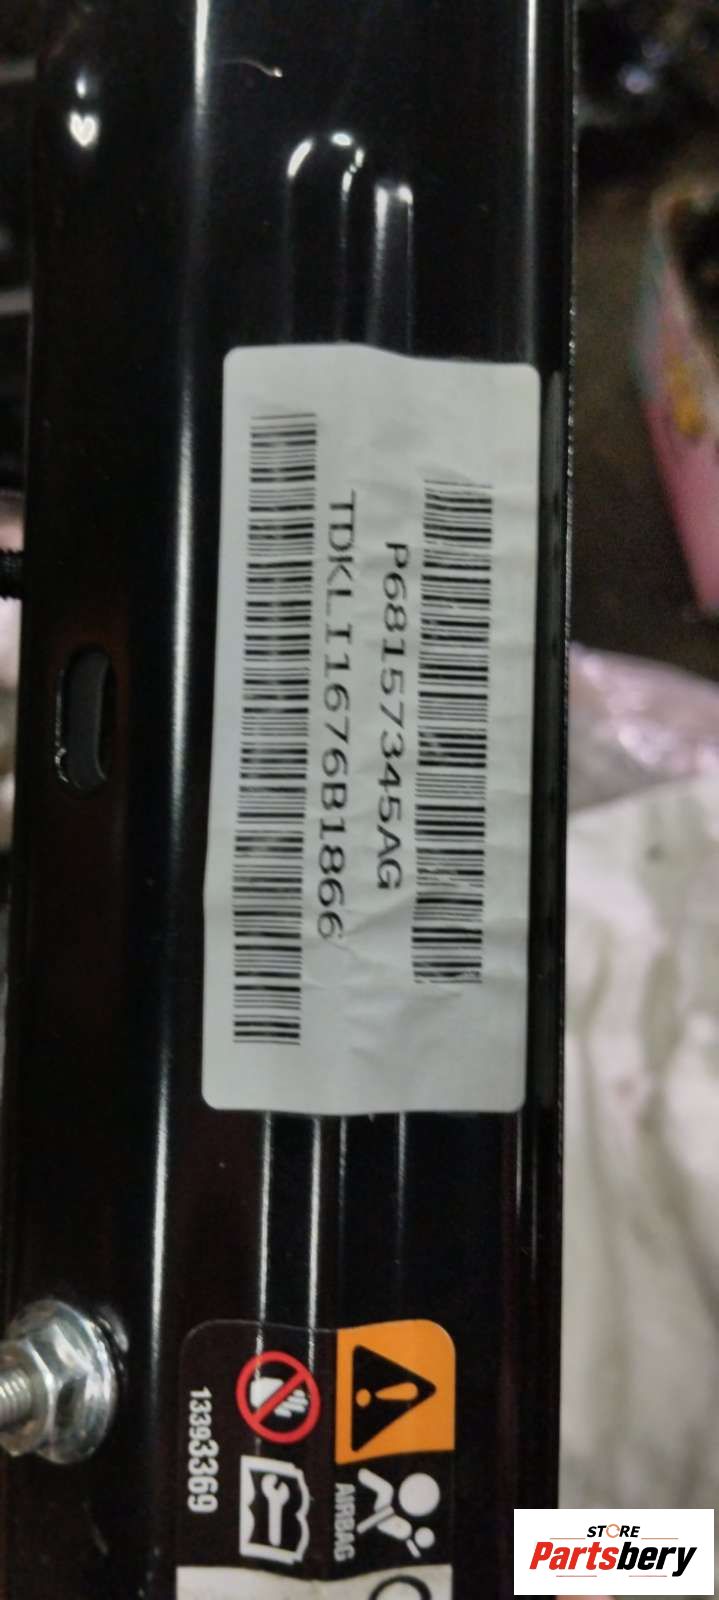 P68157345AG
TDKLI1676B1866
AIRBAG
13393369
STORE
Partsbery